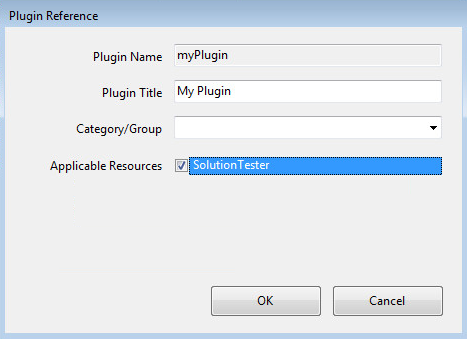 Plugin Reference
Plugin Name myPlugin
Plugin Title My Plugin
Category/Group
Applicable Resources SolutionTester
OK Cancel